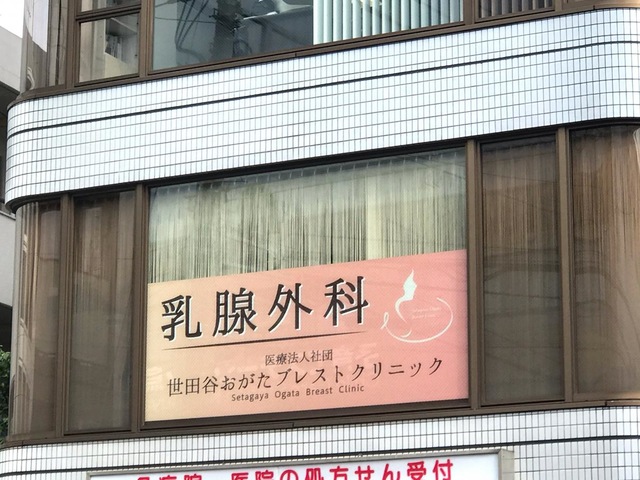 乳腺外科
医療法人社団
世田谷おがたブレストクリニック
Setagaya Ogata Breast Clinic
医院の処方せん受付